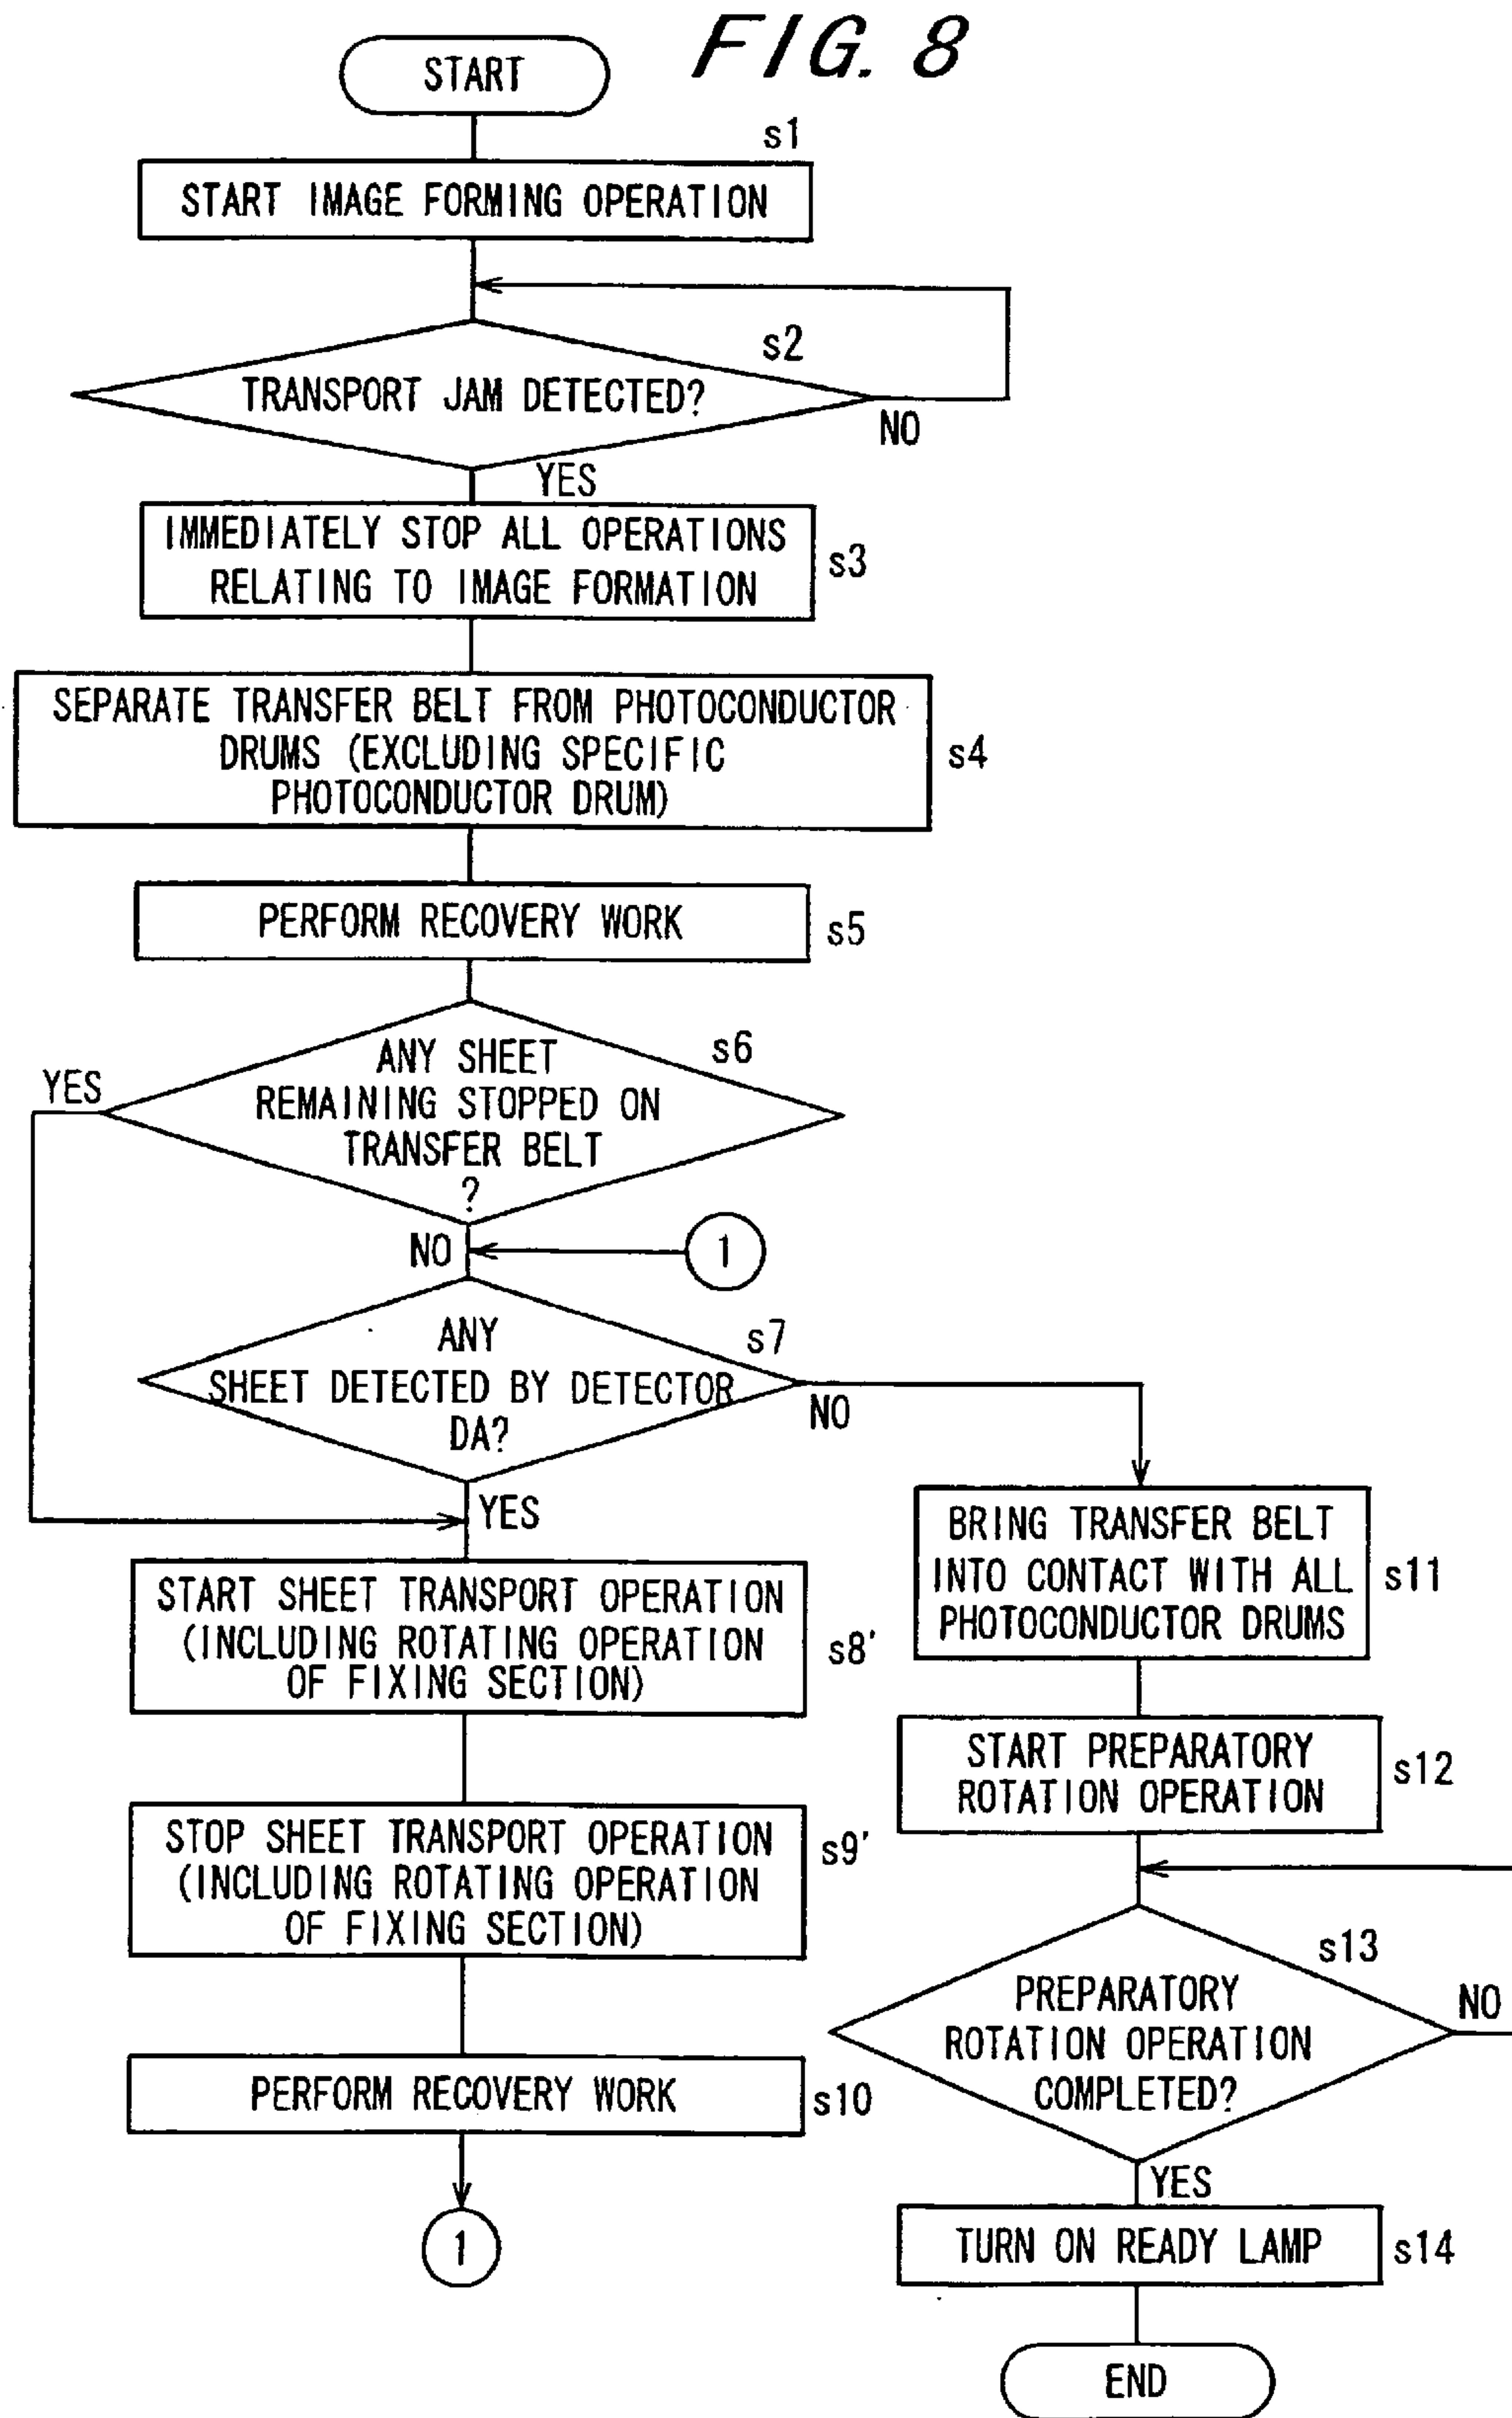 FIG. 8
START
s1
START IMAGE FORMING OPERATION
s2
TRANSPORT JAM DETECTED?
NO
YES
IMMEDIATELY STOP ALL OPERATIONS
RELATING TO IMAGE FORMATION
s3
SEPARATE TRANSFER BELT FROM PHOTOCONDUCTOR
DRUMS (EXCLUDING SPECIFIC
PHOTOCONDUCTOR DRUM)
s4
PERFORM RECOVERY WORK
s5
s6
ANY SHEET
REMAINING STOPPED ON
TRANSFER BELT
?
YES
NO
1
s7
ANY
SHEET DETECTED BY DETECTOR
DA?
NO
YES
START SHEET TRANSPORT OPERATION
(INCLUDING ROTATING OPERATION
OF FIXING SECTION)
s8'
STOP SHEET TRANSPORT OPERATION
(INCLUDING ROTATING OPERATION
OF FIXING SECTION)
s9'
PERFORM RECOVERY WORK
s10
1
BRING TRANSFER BELT
INTO CONTACT WITH ALL
PHOTOCONDUCTOR DRUMS
s11
START PREPARATORY
ROTATION OPERATION
s12
s13
PREPARATORY
ROTATION OPERATION
COMPLETED?
NO
YES
TURN ON READY LAMP
s14
END